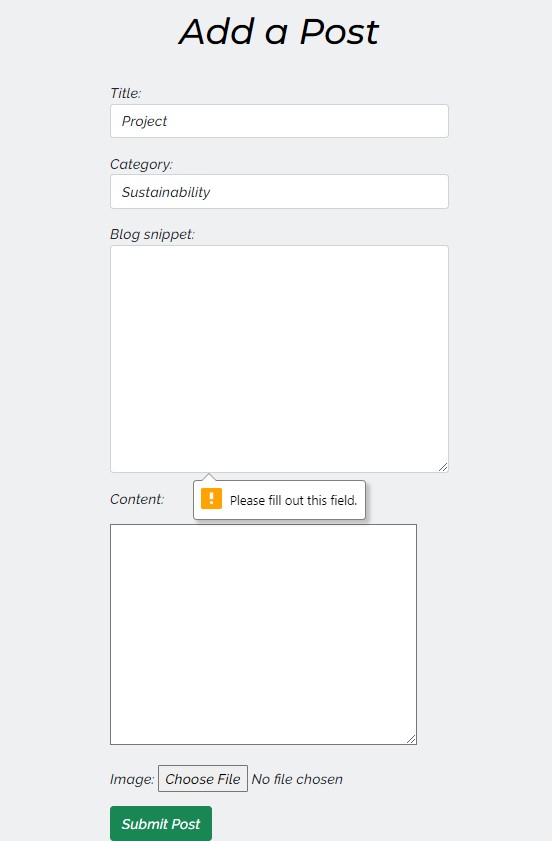 Add a Post
Title:
Project
Category:
Sustainability
Blog snippet:
Please fill out this field.
Content:
Image: Choose File No file chosen
Submit Post